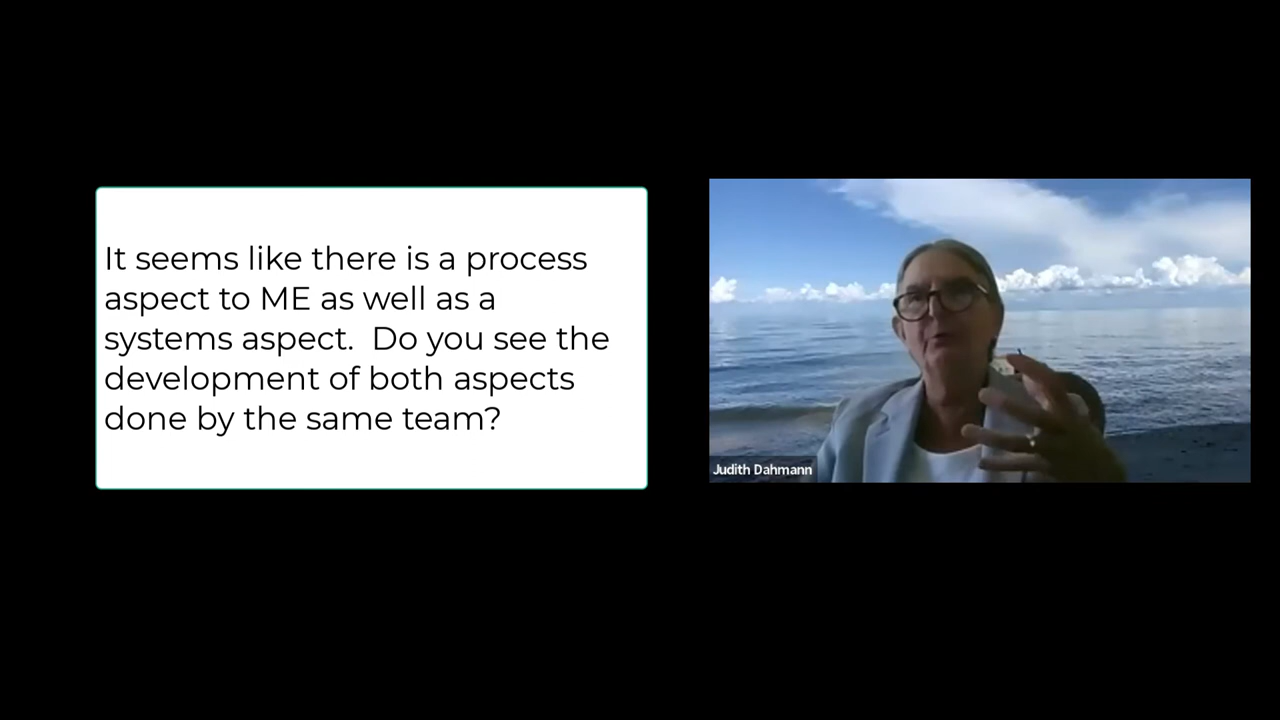 It seems like there is a process
aspect to ME as well as a
systems aspect.  Do you see the
development of both aspects
done by the same team?
Judith Dahmann